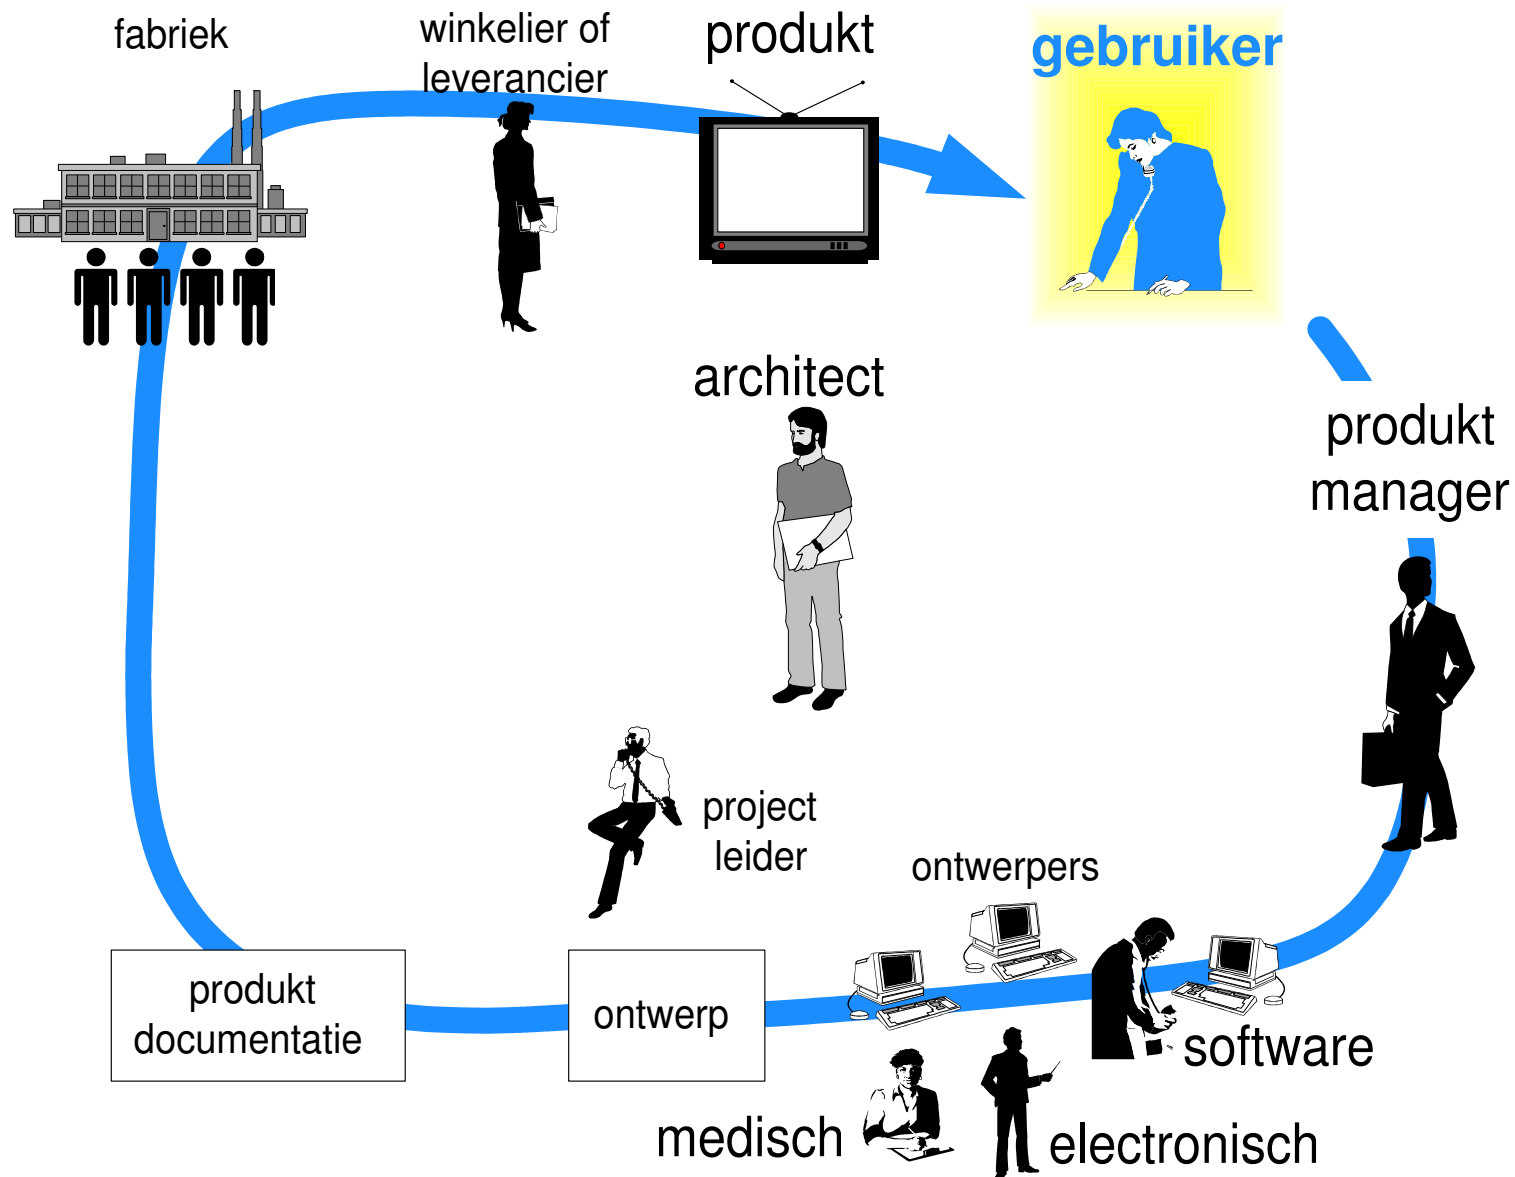 fabriek
winkelier of
leverancier
produkt
gebruiker
architect
produkt
manager
project
leider
ontwerpers
produkt
documentatie
ontwerp
software
medisch
electronisch